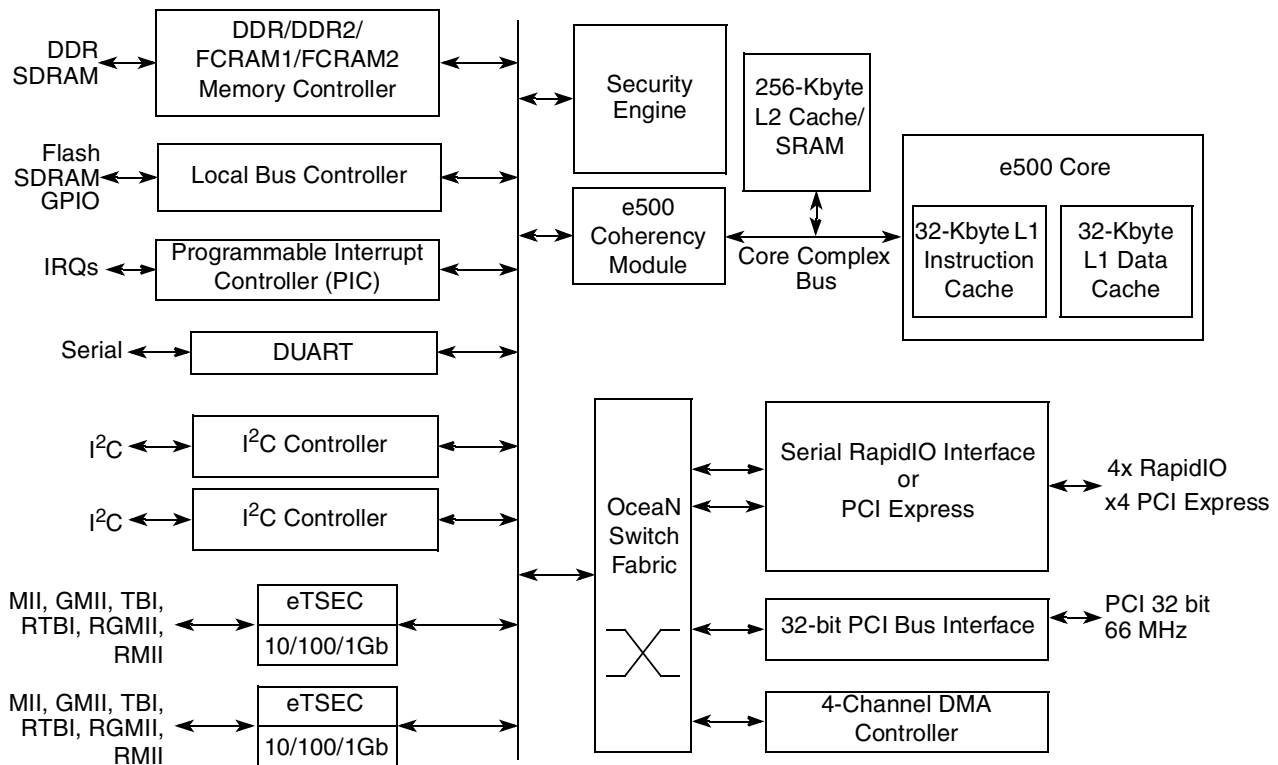 DDR
SDRAM
DDR/DDR2/
FCRAM1/FCRAM2
Memory Controller
Flash
SDRAM
GPIO
Local Bus Controller
IRQs
Programmable Interrupt
Controller (PIC)
Serial
DUART
I²C
I²C Controller
I²C
I²C Controller
MII, GMII, TBI,
RTBI, RGMII,
RMII
eTSEC
10/100/1Gb
MII, GMII, TBI,
RTBI, RGMII,
RMII
eTSEC
10/100/1Gb
Security
Engine
256-Kbyte
L2 Cache/
SRAM
e500
Coherency
Module
Core Complex
Bus
e500 Core
32-Kbyte L1
Instruction
Cache
32-Kbyte
L1 Data
Cache
OceaN
Switch
Fabric
Serial RapidIO Interface
or
PCI Express
4x RapidIO
x4 PCI Express
32-bit PCI Bus Interface
PCI 32 bit
66 MHz
4-Channel DMA
Controller